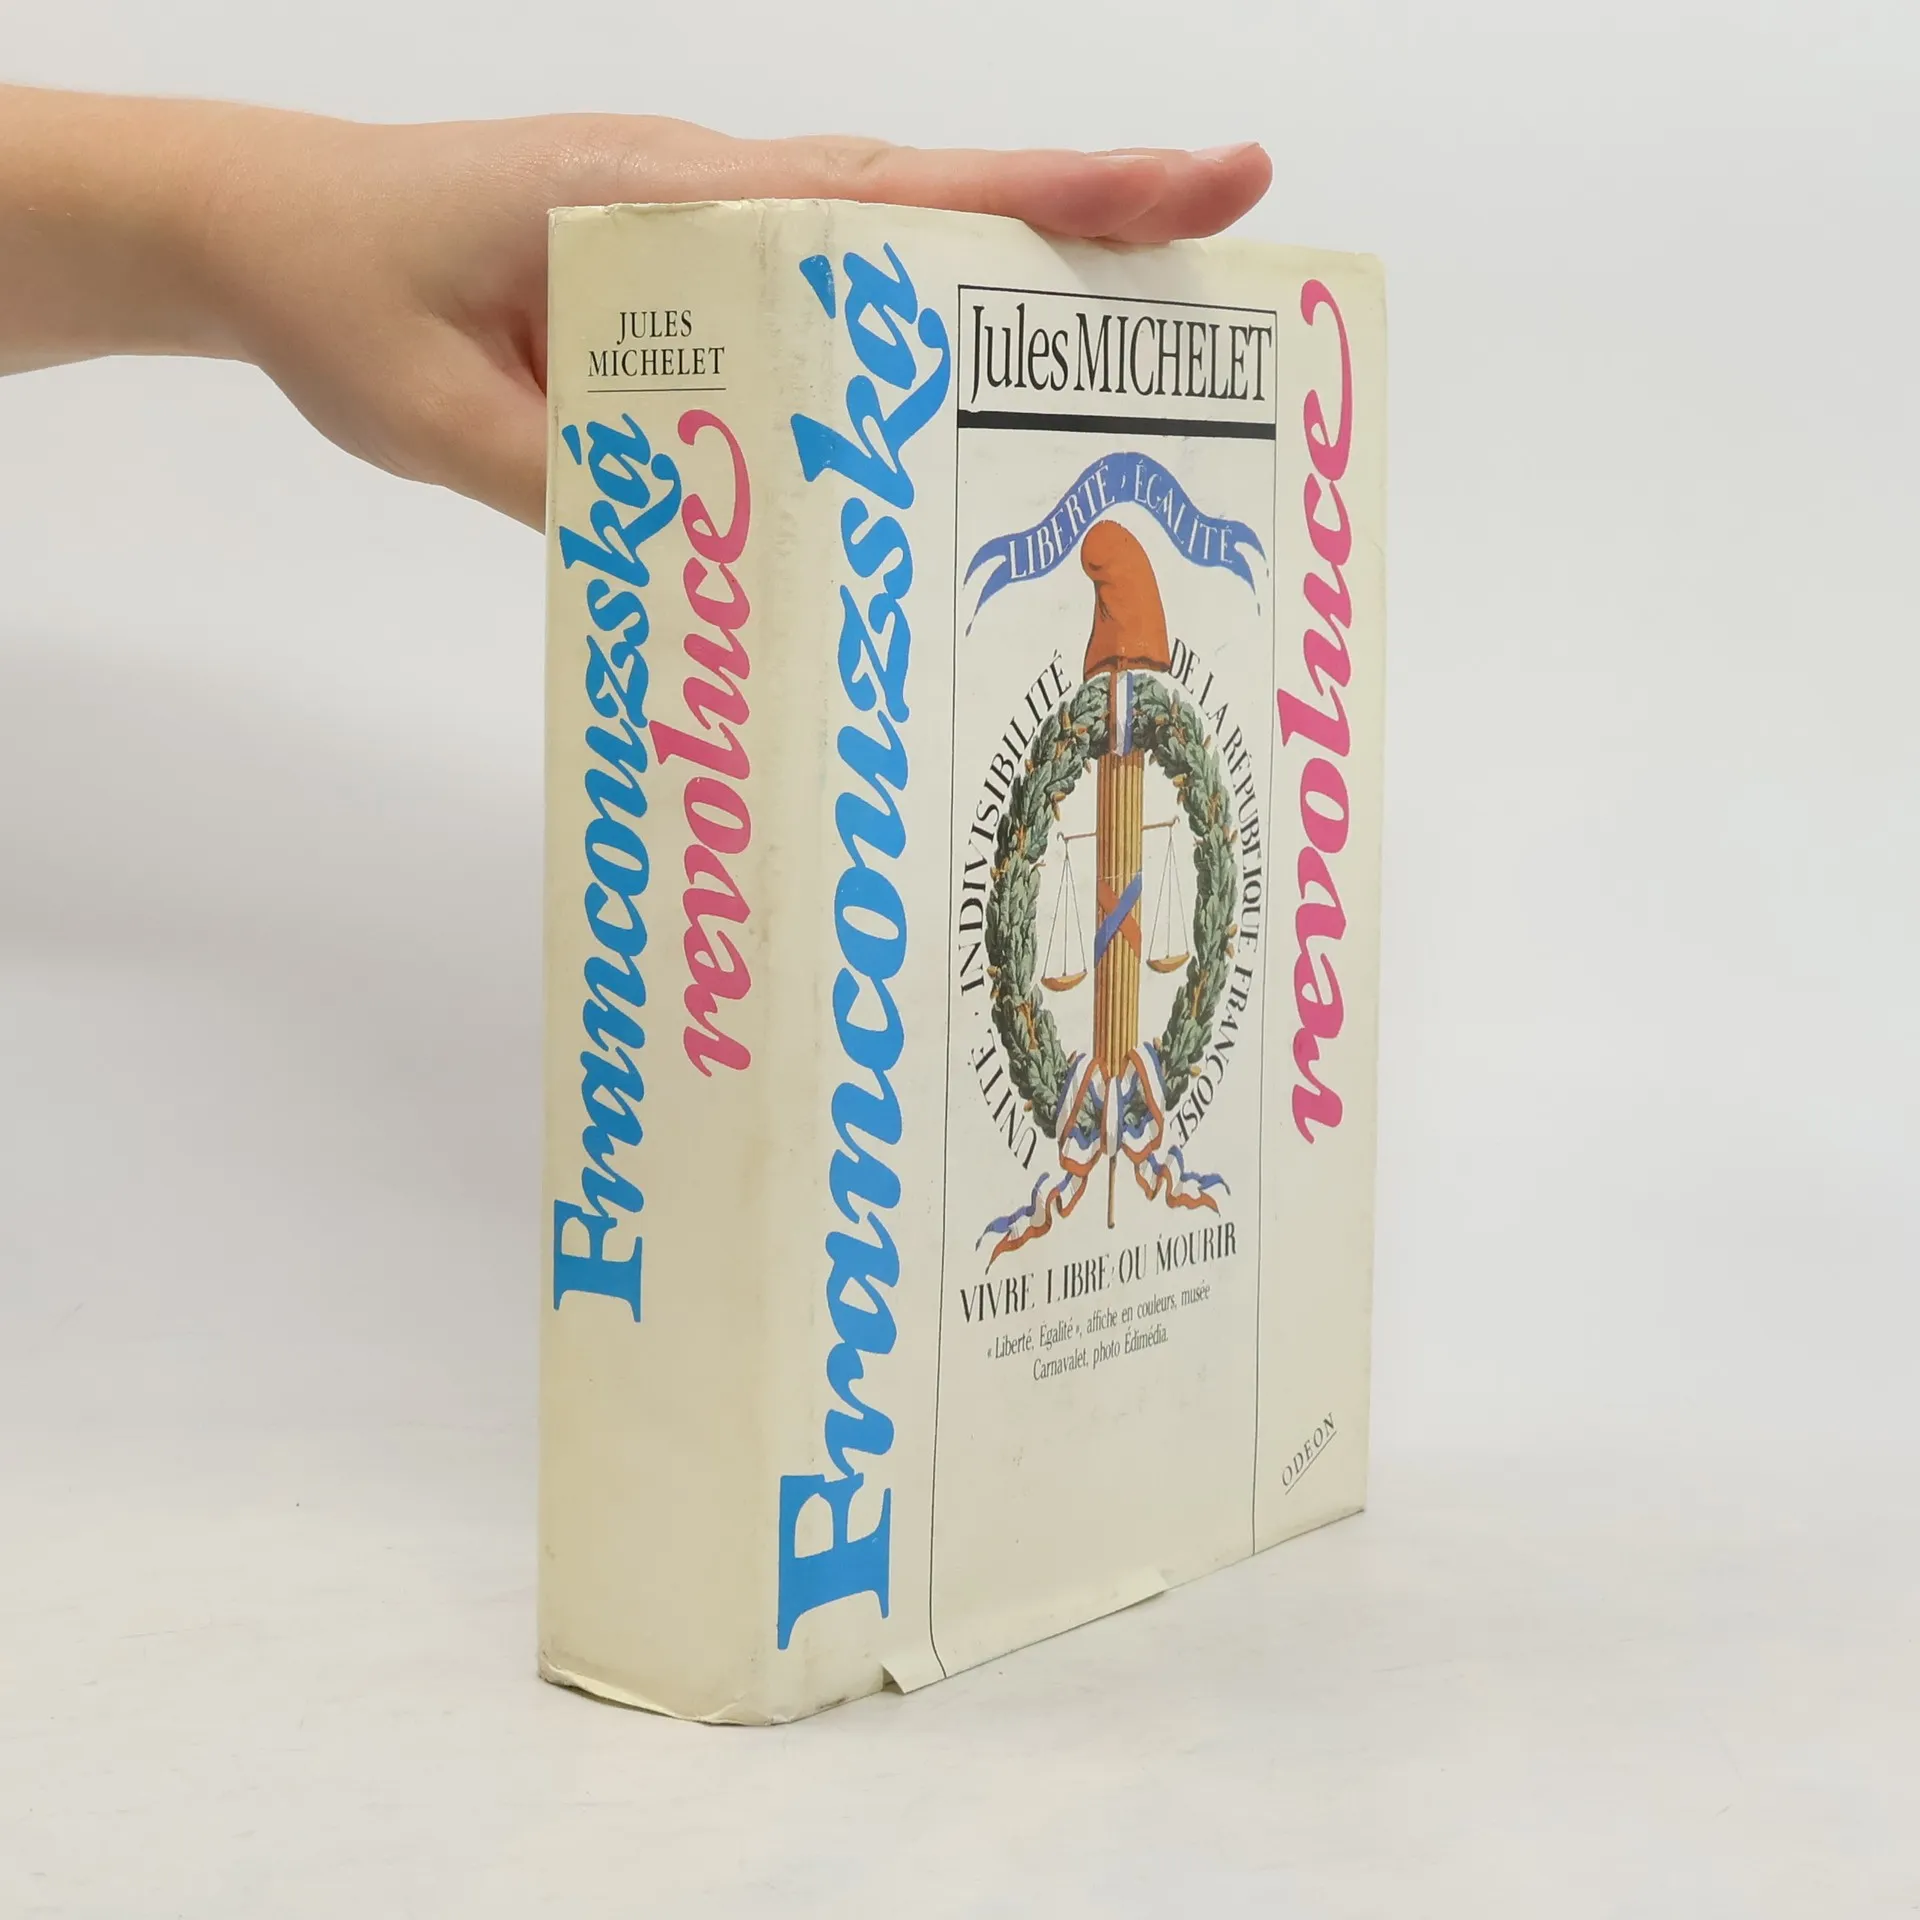 JULES
MICHELET
Francouzská
revoluce
Francouzská
Jules MICHELET
LIBERTÉ, ÉGALITÉ
UNITÉ · INDIVISIBILITÉ
DE LA RÉPUBLIQUE FRANÇOISE
VIVRE LIBRE OU MOURIR
« Liberté, Égalité », affiche en couleurs, musée
Carnavalet, photo Édimédia.
revoluce
ODEON